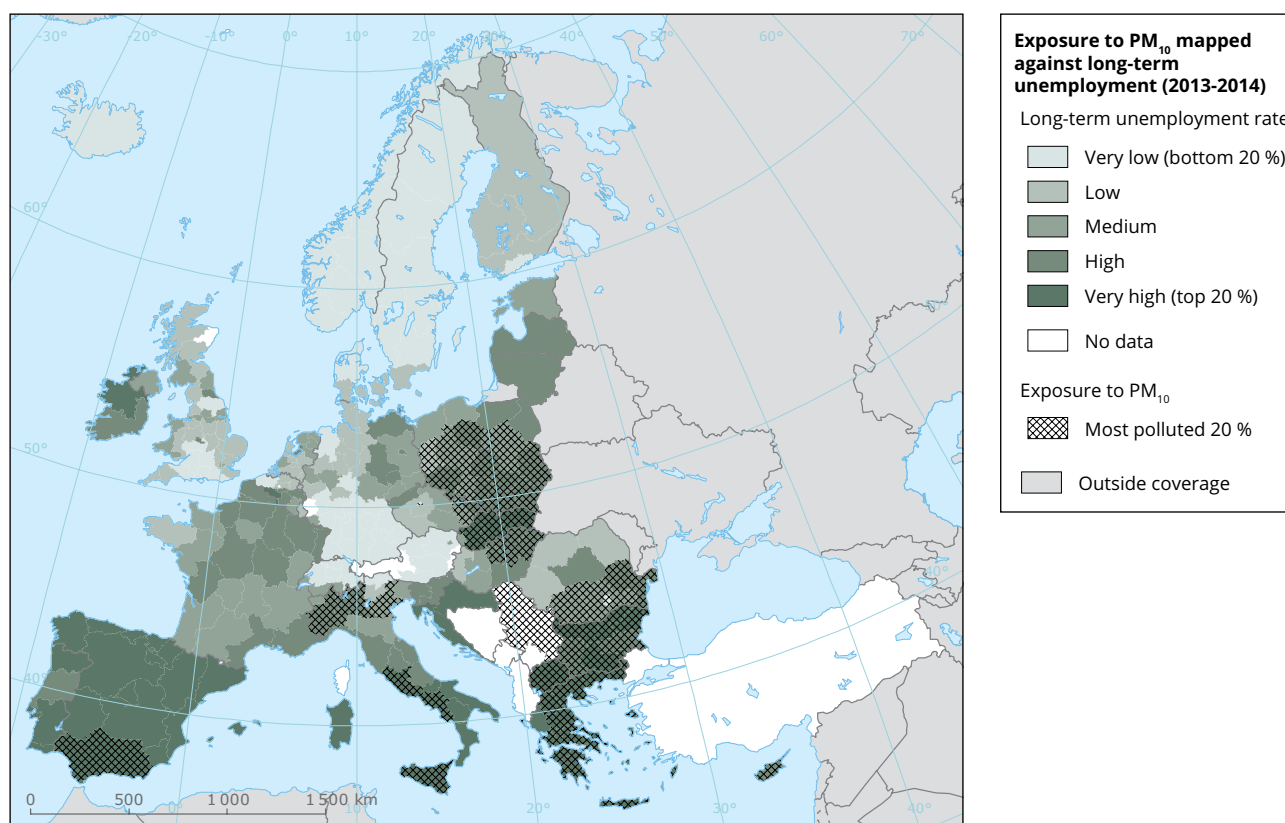 -30°
-20°
-10°
0°
10°
20°
30°
40°
50°
60°
70°
60°
50°
40°
50°
40°
0
500
1 000
1 500 km
0°
10°
20°
30°
40°
Exposure to PM10 mapped
against long-term
unemployment (2013-2014)
Long-term unemployment rate
Very low (bottom 20 %)
Low
Medium
High
Very high (top 20 %)
No data
Exposure to PM10
Most polluted 20 %
Outside coverage